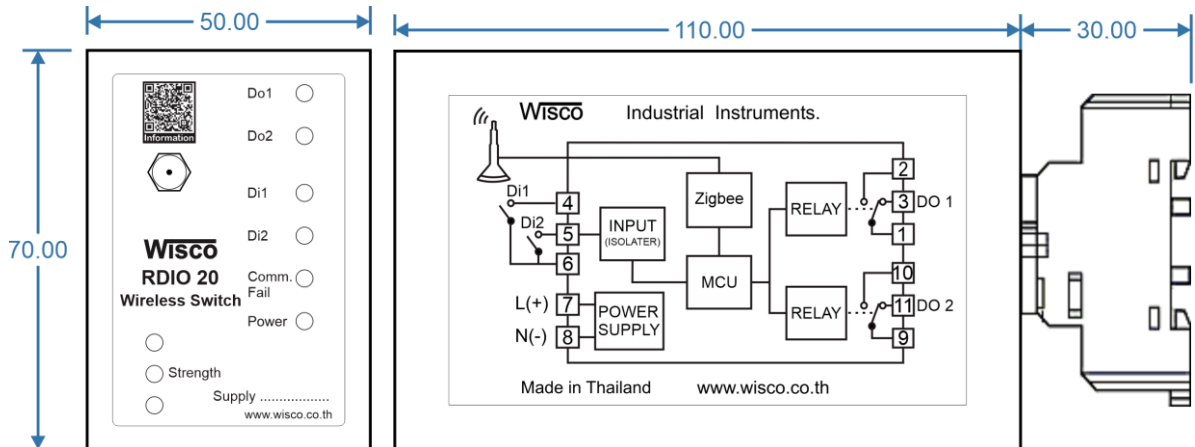 50.00
110.00
30.00
70.00
Information
Do1
Do2
Di1
Di2
Comm.
Fail
Power
WISCO
RDIO 20
Wireless Switch
Strength
Supply ..................
www.wisco.co.th
WISCO Industrial Instruments.
Di1
Di2
4
5
6
L(+) 7
N(-) 8
INPUT
(ISOLATER)
POWER
SUPPLY
Zigbee
MCU
RELAY
RELAY
2
3 DO 1
1
10
11 DO 2
9
Made in Thailand www.wisco.co.th